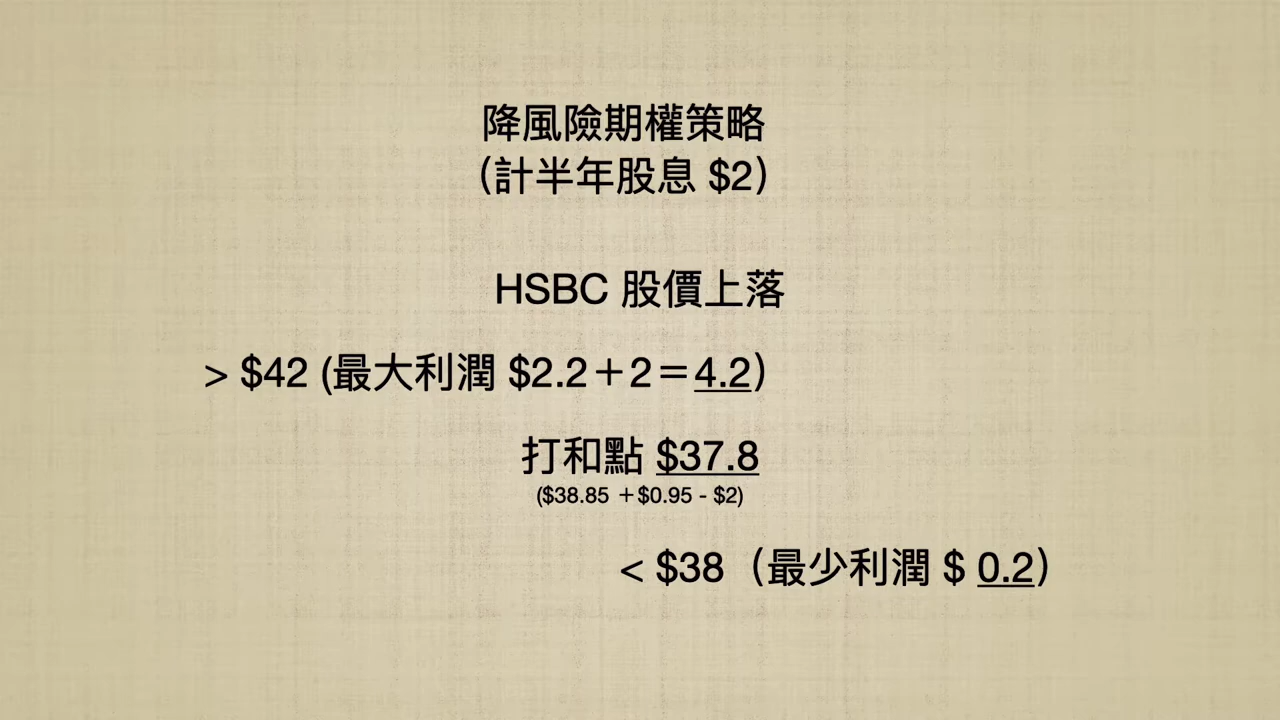 降風險期權策略
（計半年股息 $2）
HSBC 股價上落
> $42 (最大利潤 $2.2＋2＝4.2）
打和點 $37.8
($38.85 ＋$0.95 - $2)
< $38（最少利潤 $ 0.2）